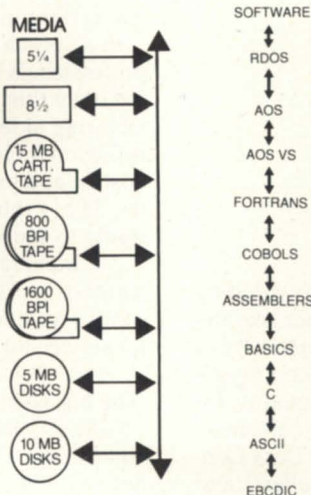 MEDIA
5¼
8½
15 MB
CART.
TAPE
800
BPI
TAPE
1600
BPI
TAPE
5 MB
DISKS
10 MB
DISKS
SOFTWARE
RDOS
AOS
AOS VS
FORTRANS
COBOLS
ASSEMBLERS
BASICS
C
ASCII
EBCDIC